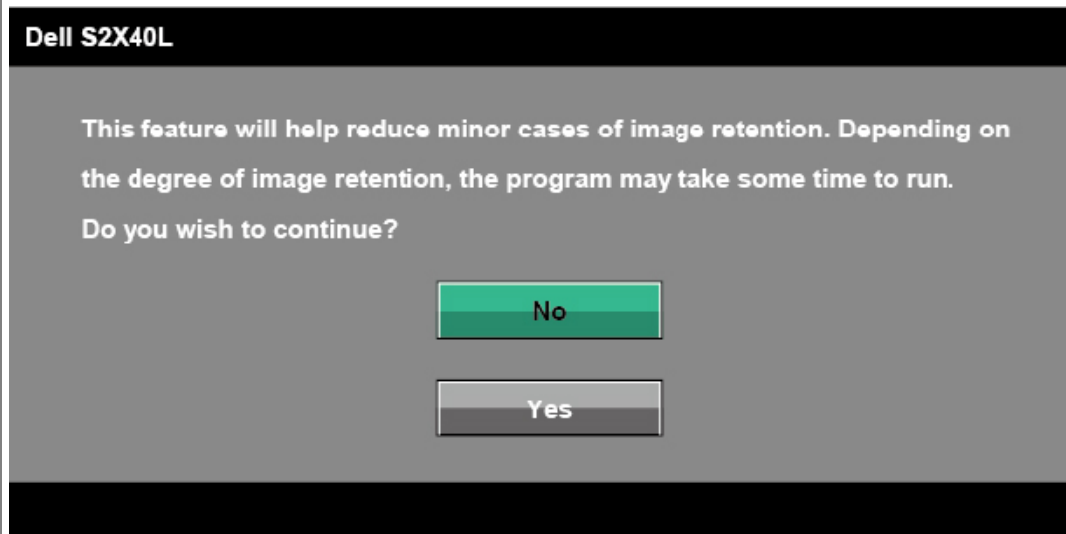 Dell S2X40L
This feature will help reduce minor cases of image retention. Depending on
the degree of image retention, the program may take some time to run.
Do you wish to continue?
No
Yes